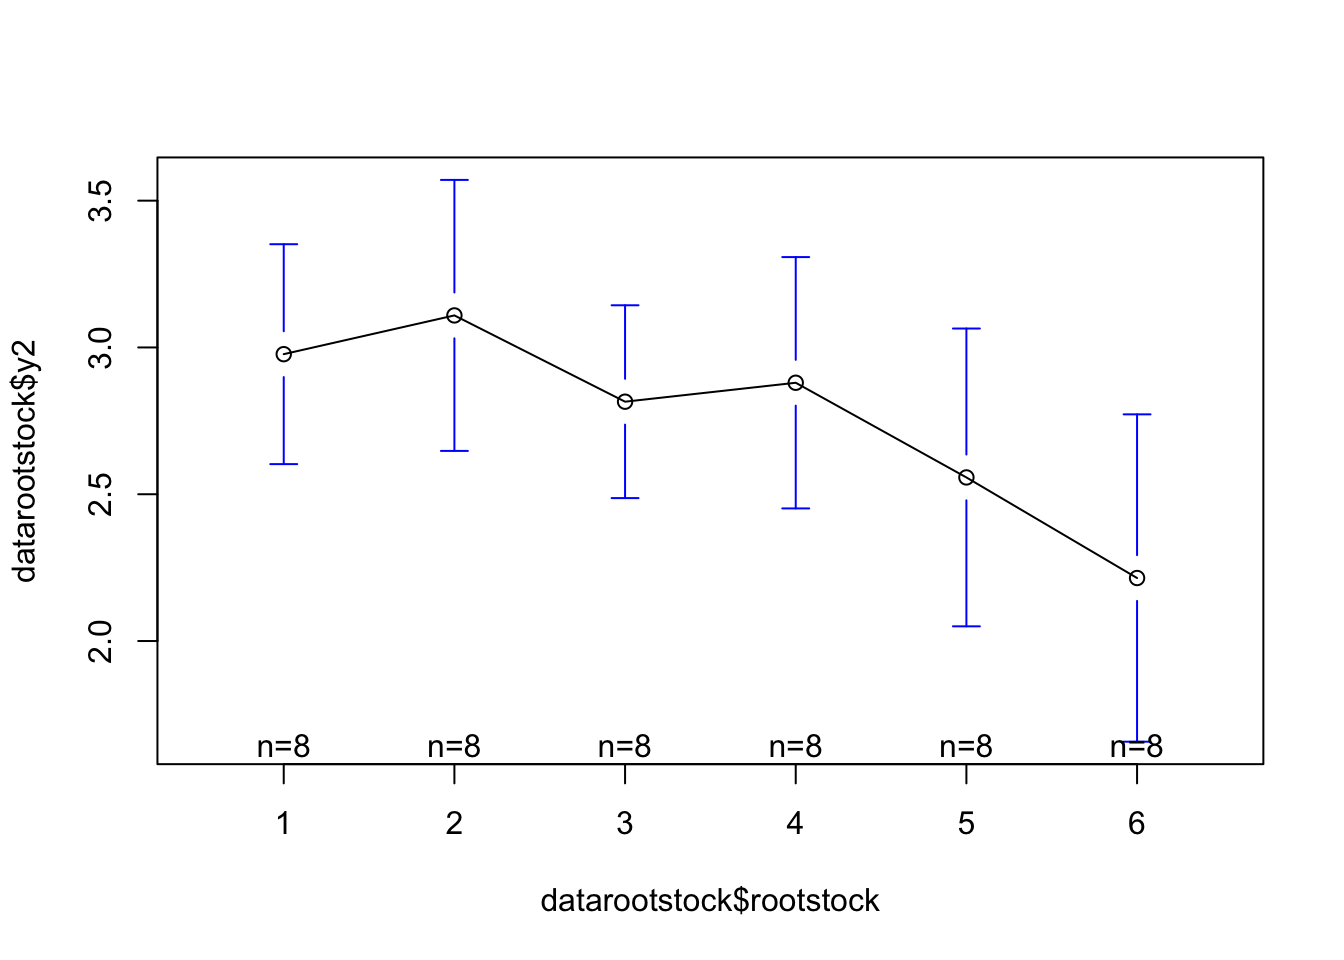 datarootstock$y2
3.5
3.0
2.5
2.0
n=8 n=8 n=8 n=8 n=8 n=8
1 2 3 4 5 6
datarootstock$rootstock